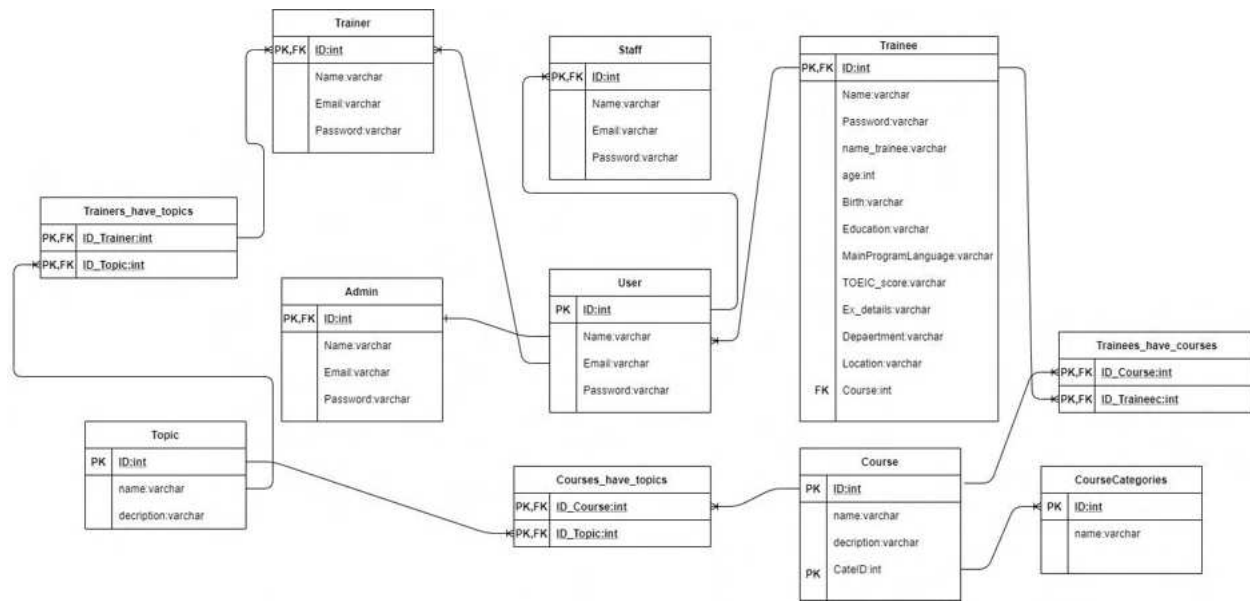 Trainer
PK,FK ID:int
Name:varchar
Email:varchar
Password:varchar
Staff
PK,FK ID:int
Name:varchar
Email:varchar
Password:varchar
Trainee
PK,FK ID:int
Name:varchar
Password:varchar
name_trainee:varchar
age:int
Birth:varchar
Education:varchar
MainProgramLanguage:varchar
TOEIC_score:varchar
Ex_details:varchar
Depaertment:varchar
Location:varchar
FK Course:int
Trainers_have_topics
PK,FK ID_Trainer:int
PK,FK ID_Topic:int
Admin
PK,FK ID:int
Name:varchar
Email:varchar
Password:varchar
User
PK ID:int
Name:varchar
Email:varchar
Password:varchar
Trainees_have_courses
PK,FK ID_Course:int
PK,FK ID_Traineec:int
Topic
PK ID:int
name:varchar
decription:varchar
Courses_have_topics
PK,FK ID_Course:int
PK,FK ID_Topic:int
Course
PK ID:int
name:varchar
decription:varchar
PK CateID:int
CourseCategories
PK ID:int
name:varchar